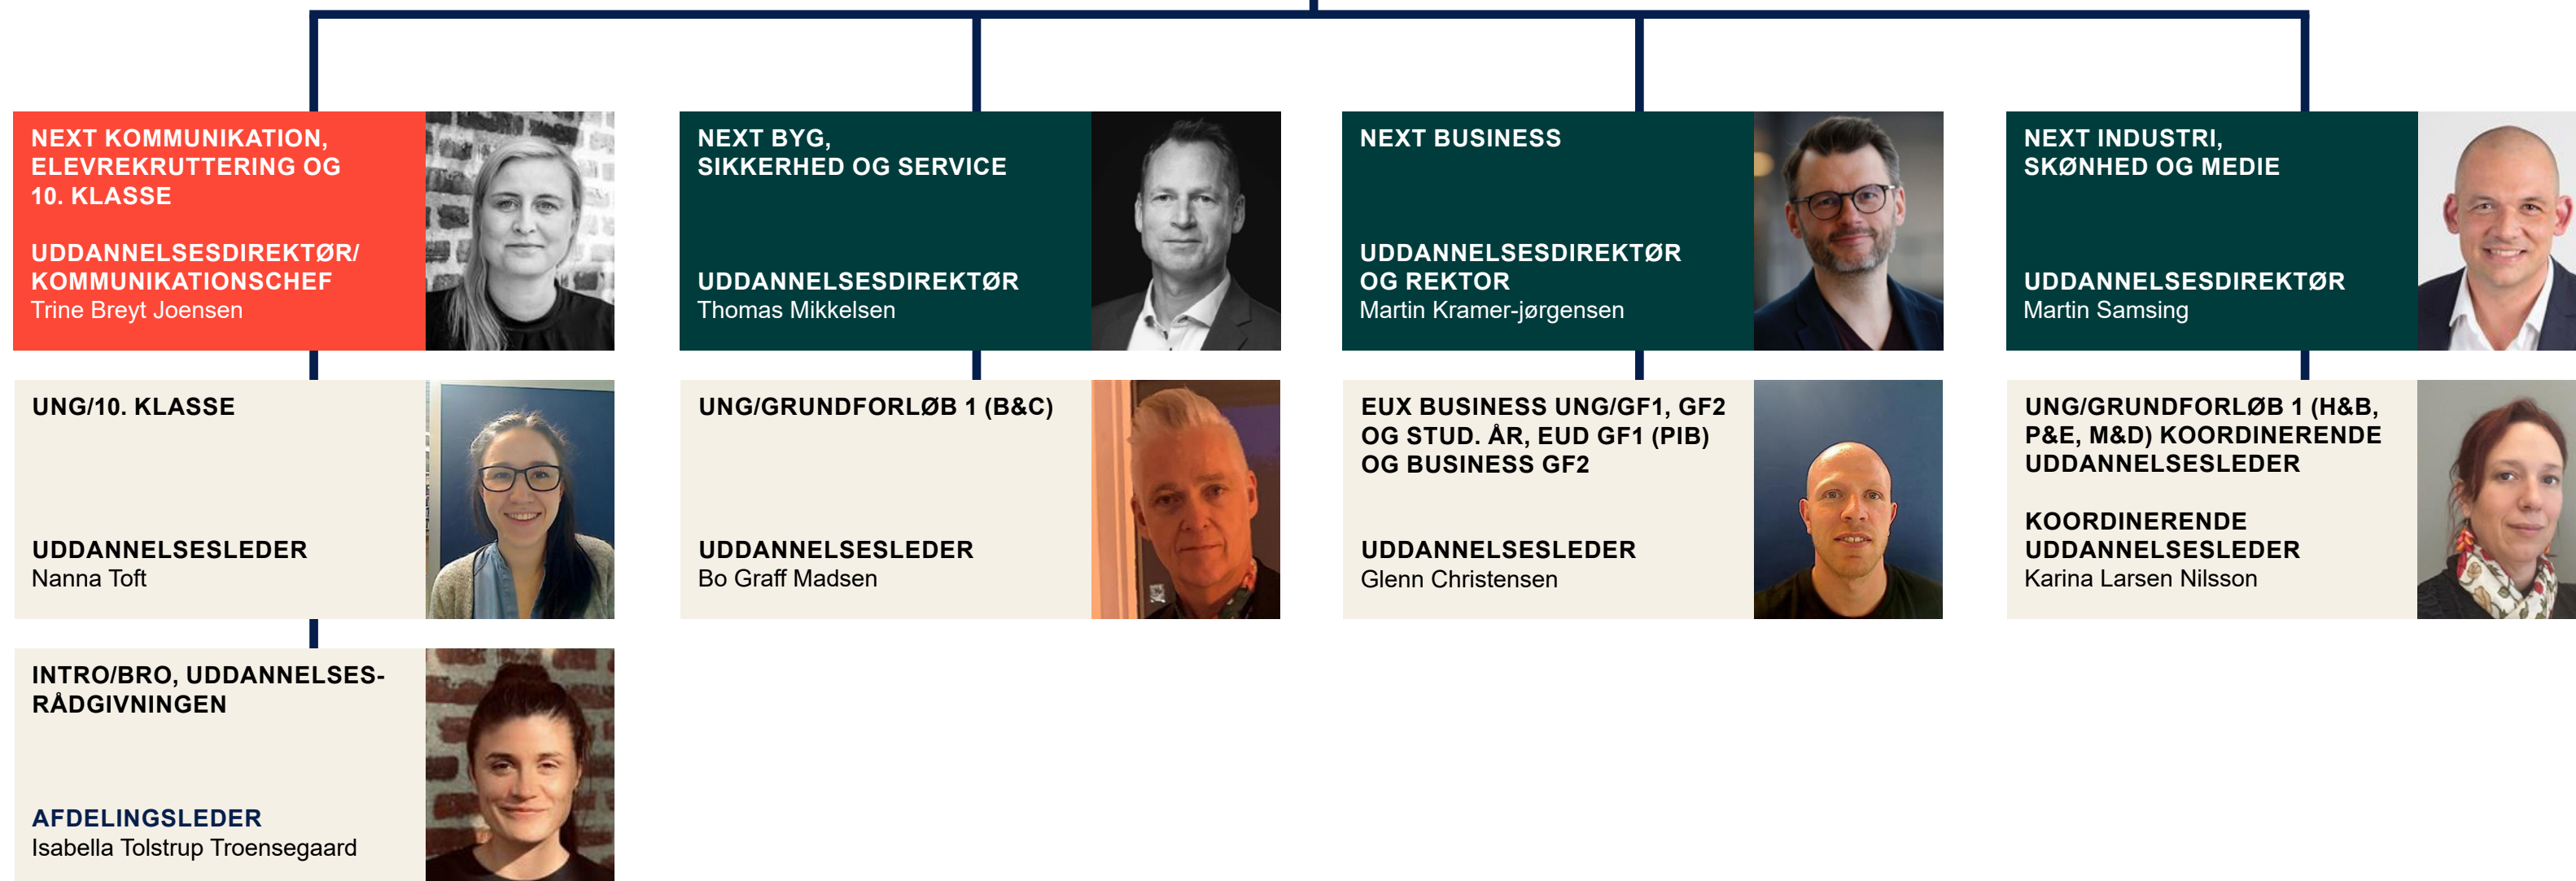 NEXT KOMMUNIKATION,
ELEVREKRUTTERING OG
10. KLASSE
UDDANNELSESDIREKTØR/
KOMMUNIKATIONSCHEF
Trine Breyt Joensen
NEXT BYG,
SIKKERHED OG SERVICE
UDDANNELSESDIREKTØR
Thomas Mikkelsen
NEXT BUSINESS
UDDANNELSESDIREKTØR
OG REKTOR
Martin Kramer-jørgensen
NEXT INDUSTRI,
SKØNHED OG MEDIE
UDDANNELSESDIREKTØR
Martin Samsing
UNG/10. KLASSE
UDDANNELSESLEDER
Nanna Toft
UNG/GRUNDFORLØB 1 (B&C)
UDDANNELSESLEDER
Bo Graff Madsen
EUX BUSINESS UNG/GF1, GF2
OG STUD. ÅR, EUD GF1 (PIB)
OG BUSINESS GF2
UDDANNELSESLEDER
Glenn Christensen
UNG/GRUNDFORLØB 1 (H&B,
P&E, M&D) KOORDINERENDE
UDDANNELSESLEDER
KOORDINERENDE
UDDANNELSESLEDER
Karina Larsen Nilsson
INTRO/BRO, UDDANNELSES-
RÅDGIVNINGEN
AFDELINGSLEDER
Isabella Tolstrup Troensegaard